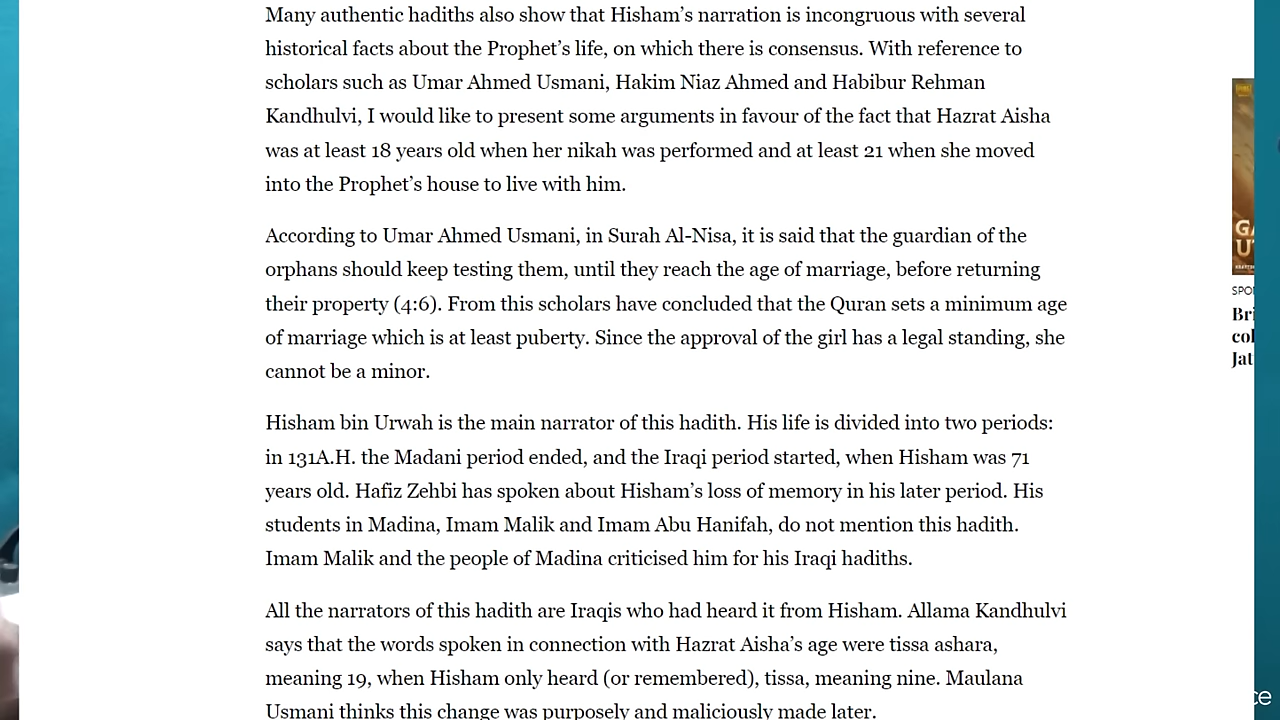 Many authentic hadiths also show that Hisham’s narration is incongruous with several
historical facts about the Prophet’s life, on which there is consensus. With reference to
scholars such as Umar Ahmed Usmani, Hakim Niaz Ahmed and Habibur Rehman
Kandhulvi, I would like to present some arguments in favour of the fact that Hazrat Aisha
was at least 18 years old when her nikah was performed and at least 21 when she moved
into the Prophet’s house to live with him.
According to Umar Ahmed Usmani, in Surah Al-Nisa, it is said that the guardian of the
orphans should keep testing them, until they reach the age of marriage, before returning
their property (4:6). From this scholars have concluded that the Quran sets a minimum age
of marriage which is at least puberty. Since the approval of the girl has a legal standing, she
cannot be a minor.
Hisham bin Urwah is the main narrator of this hadith. His life is divided into two periods:
in 131A.H. the Madani period ended, and the Iraqi period started, when Hisham was 71
years old. Hafiz Zehbi has spoken about Hisham’s loss of memory in his later period. His
students in Madina, Imam Malik and Imam Abu Hanifah, do not mention this hadith.
Imam Malik and the people of Madina criticised him for his Iraqi hadiths.
All the narrators of this hadith are Iraqis who had heard it from Hisham. Allama Kandhulvi
says that the words spoken in connection with Hazrat Aisha’s age were tissa ashara,
meaning 19, when Hisham only heard (or remembered), tissa, meaning nine. Maulana
Usmani thinks this change was purposely and maliciously made later.
GA
U
SPO
Bri
col
Jat
ce